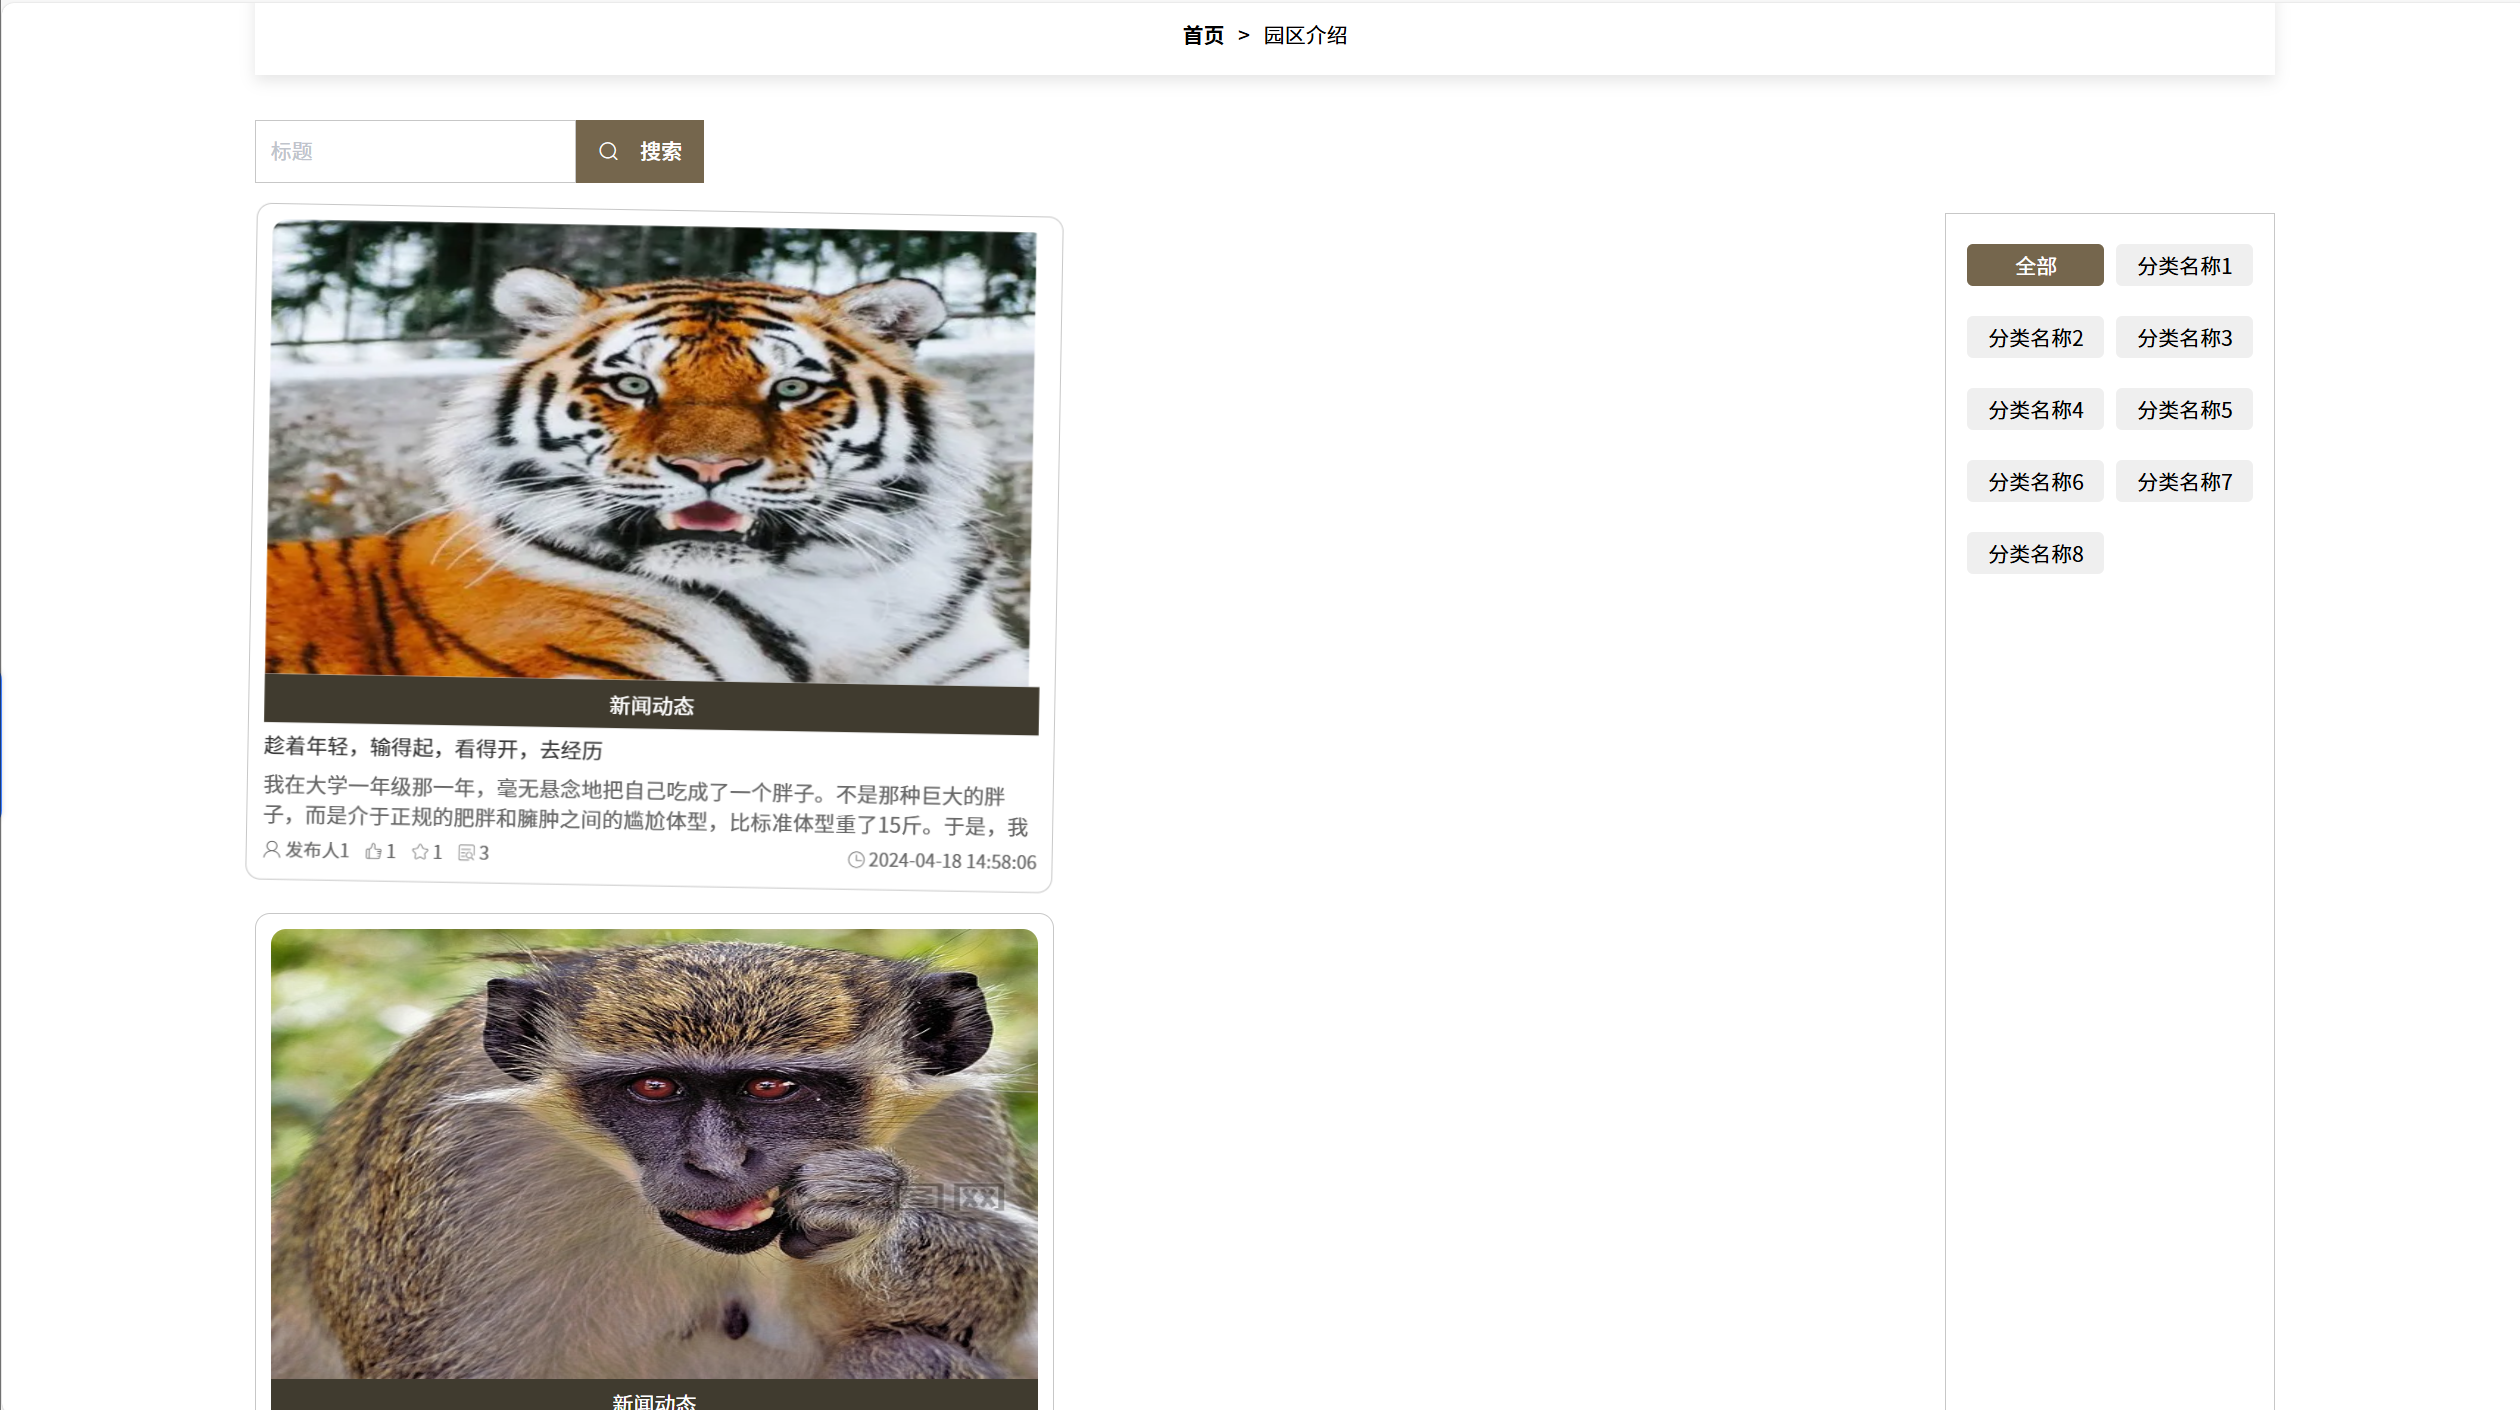 首页 > 园区介绍
标题
搜索
全部
分类名称1
分类名称2
分类名称3
分类名称4
分类名称5
分类名称6
分类名称7
分类名称8
新闻动态
趁着年轻，输得起，看得开，去经历
我在大学一年级那一年，毫无悬念地把自己吃成了一个胖子。不是那种巨大的胖
子，而是介于正规的肥胖和臃肿之间的尴尬体型，比标准体型重了15斤。于是，我
发布人1 1 1 3 2024-04-18 14:58:06
图网
新闻动态